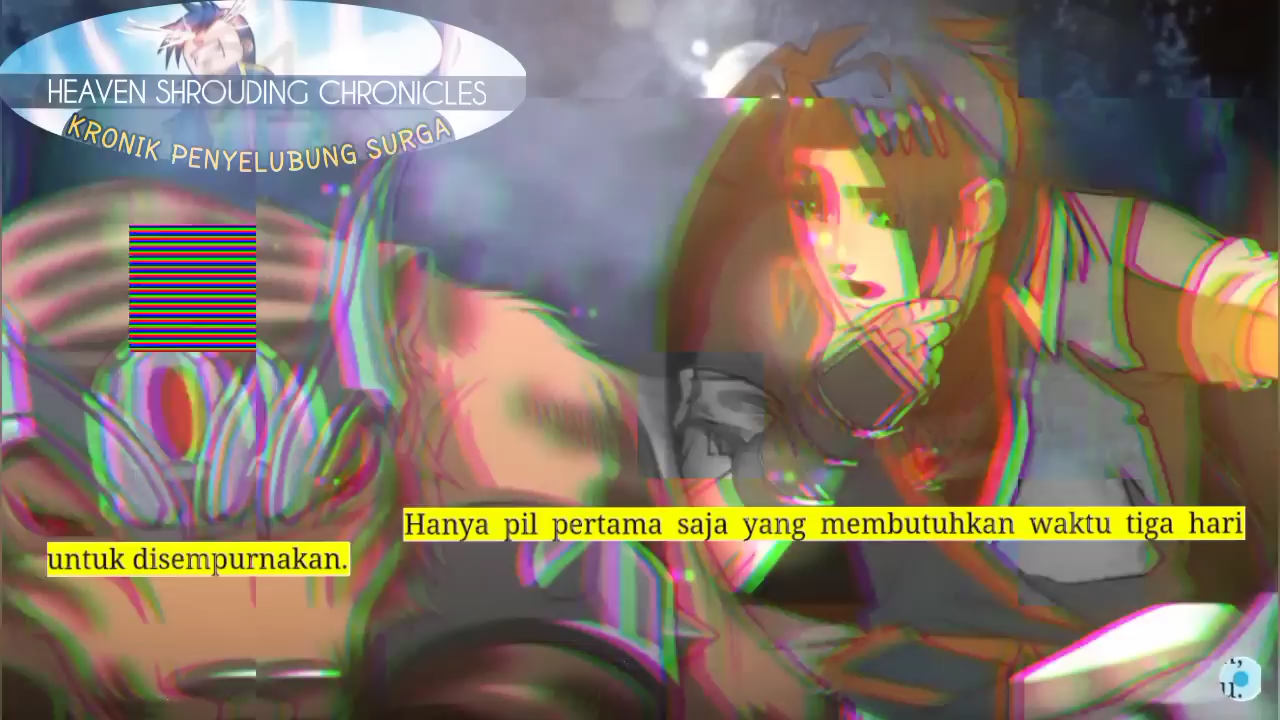 HEAVEN SHROUDING CHRONICLES
KRONIK PENYELUBUNG SURGA
Hanya pil pertama saja yang membutuhkan waktu tiga hari
untuk disempurnakan.